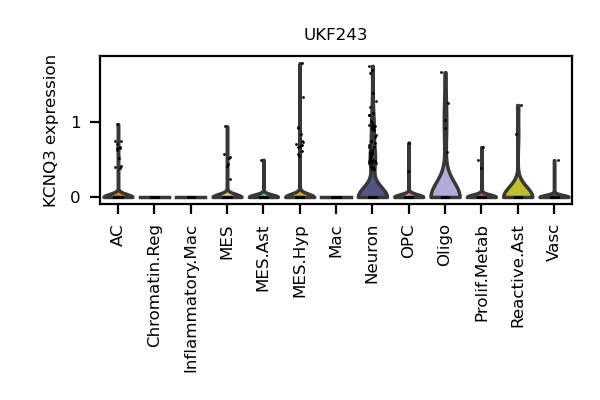 UKF243
KCNQ3 expression
1
0
AC
Chromatin.Reg
Inflammatory.Mac
MES
MES.Ast
MES.Hyp
Mac
Neuron
OPC
Oligo
Prolif.Metab
Reactive.Ast
Vasc